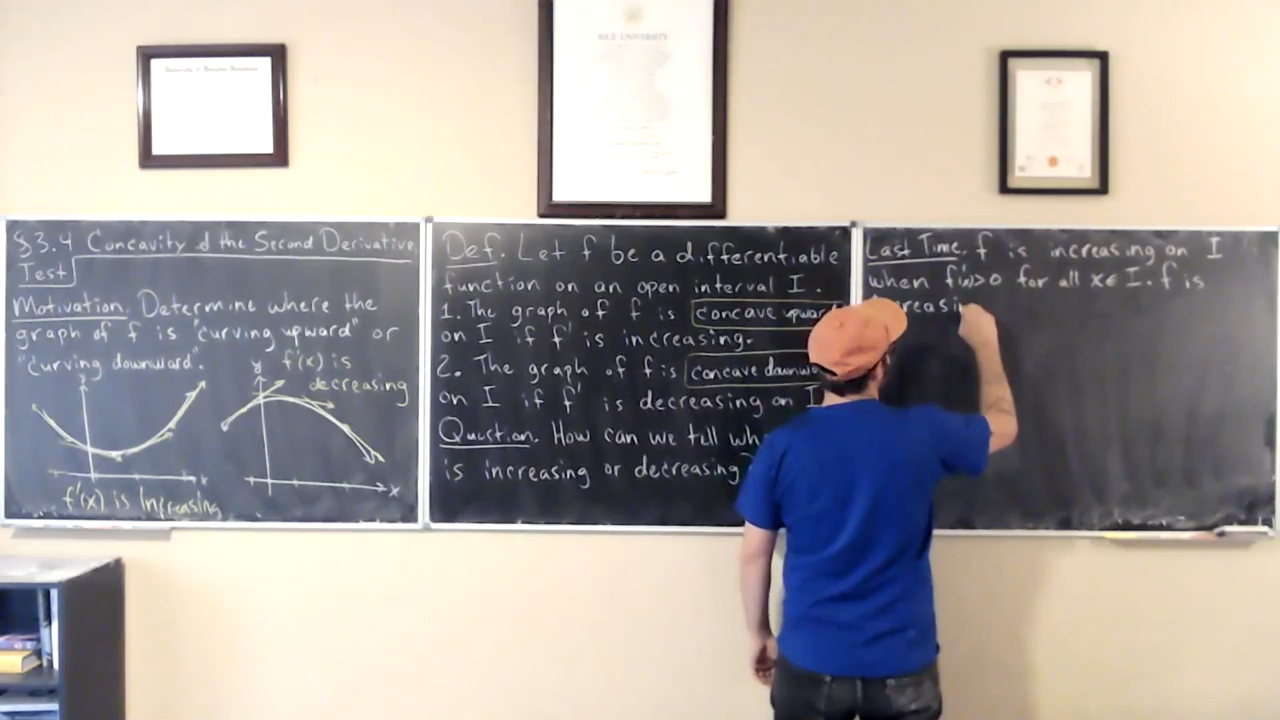 RICE UNIVERSITY
§3.4 Concavity & the Second Derivative
Test
Motivation. Determine where the
graph of f is "curving upward" or
"curving downward".
y
x
f'(x) is increasing
y
f'(x) is
decreasing
x
Def. Let f be a differentiable
function on an open interval I.
1. The graph of f is concave upward
on I if f' is increasing.
2. The graph of f is concave
on I if f' is decreasing on I
Question. How can we tell
is increasing or decreasing?
Last Time. f is increasing on I
when f'(x)>0 for all x∈I. f is